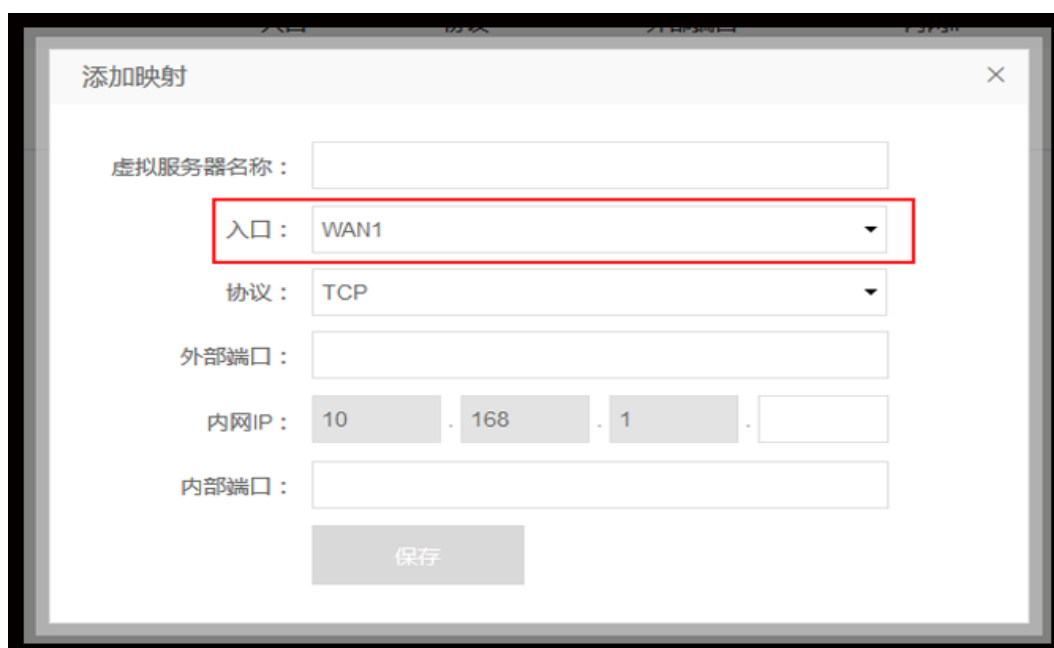 添加映射 ×
虚拟服务器名称：
入口： WAN1
协议： TCP
外部端口：
内网IP： 10 . 168 . 1 .
内部端口：
保存